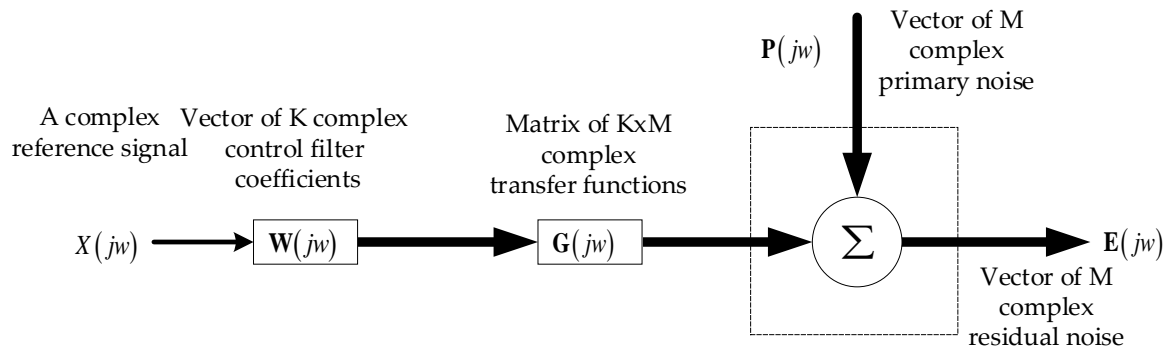 A complex
reference signal
Vector of K complex
control filter
coefficients
Matrix of KxM
complex
transfer functions
P(jw)
Vector of M
complex
primary noise
X(jw)
W(jw)
G(jw)
Σ
E(jw)
Vector of M
complex
residual noise